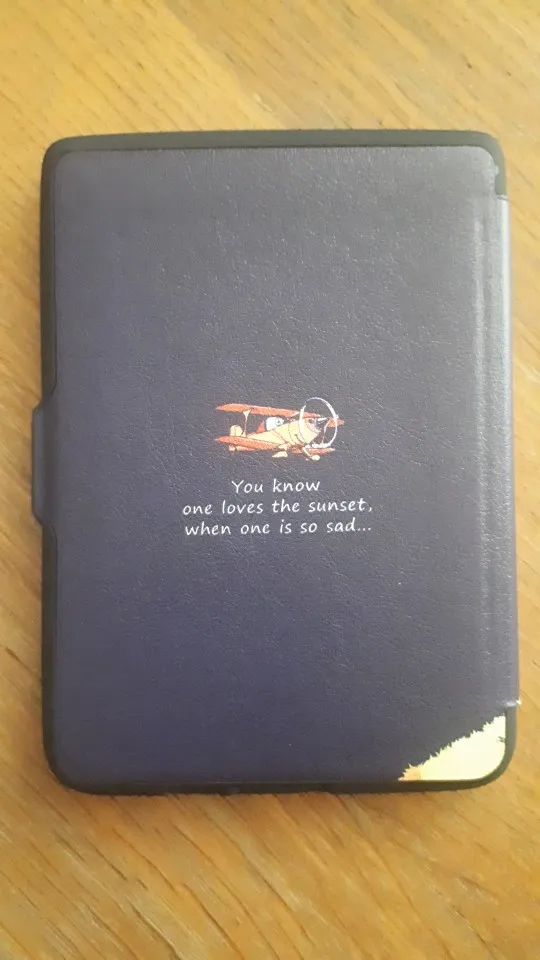 You know
one loves the sunset,
when one is so sad...